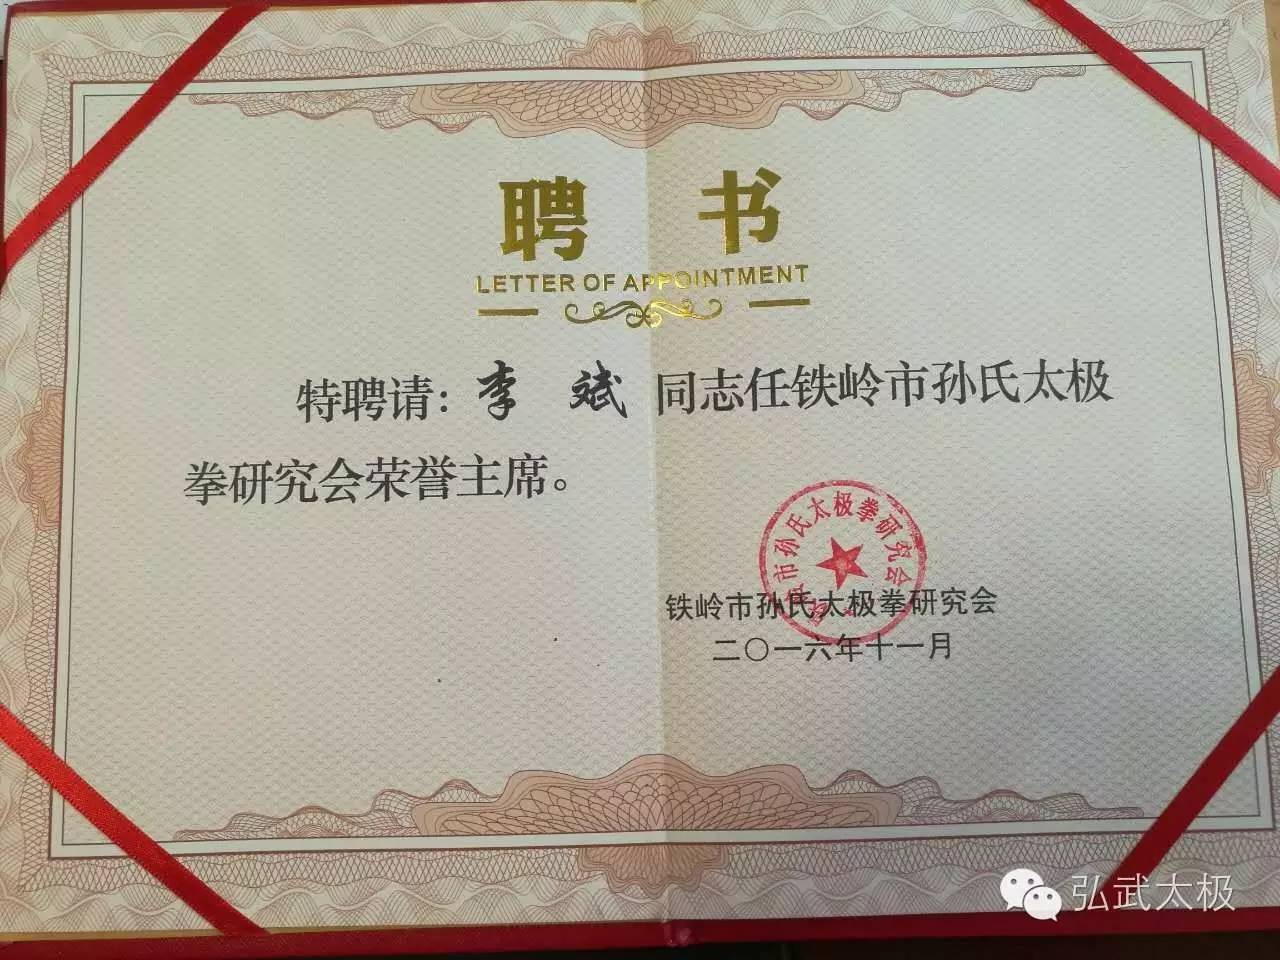 聘 书
LETTER OF APPOINTMENT
特聘请：李 斌 同志任铁岭市孙氏太极
拳研究会荣誉主席。
铁岭市孙氏太极拳研究会
铁岭市孙氏太极拳研究会
二〇一六年十一月
弘武太极